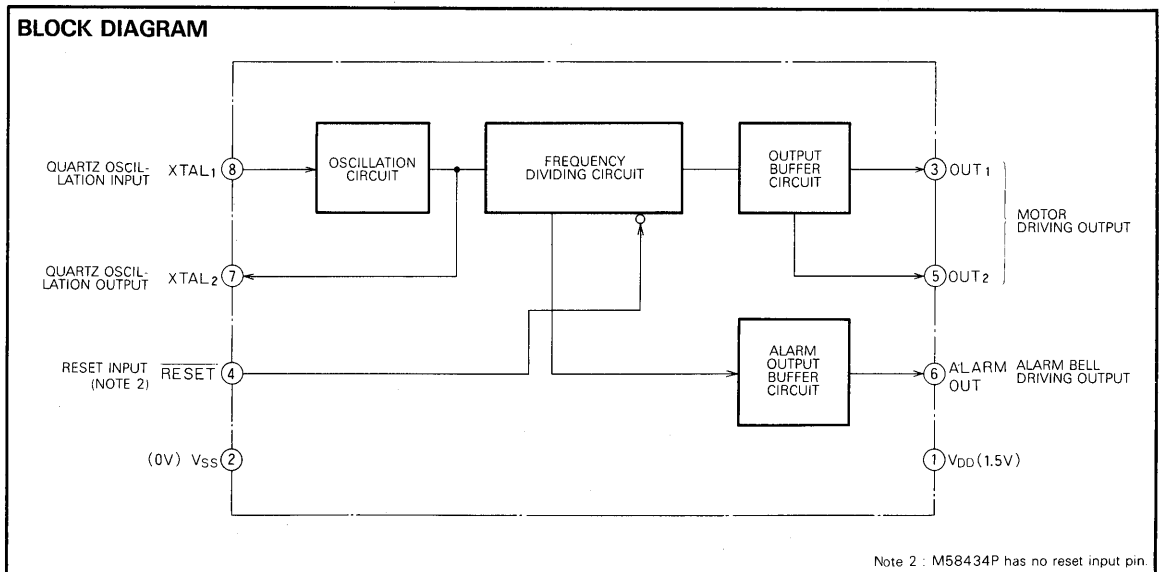 BLOCK DIAGRAM
QUARTZ OSCIL-
LATION INPUT
XTAL1
8
OSCILLATION
CIRCUIT
FREQUENCY
DIVIDING CIRCUIT
OUTPUT
BUFFER
CIRCUIT
3
OUT1
MOTOR
DRIVING OUTPUT
QUARTZ OSCIL-
LATION OUTPUT
XTAL2
7
5
OUT2
RESET INPUT
(NOTE 2)
RESET
4
ALARM
OUTPUT
BUFFER
CIRCUIT
6
ALARM
OUT
ALARM BELL
DRIVING OUTPUT
(0V) VSS
2
1
VDD (1.5V)
Note 2 : M58434P has no reset input pin.